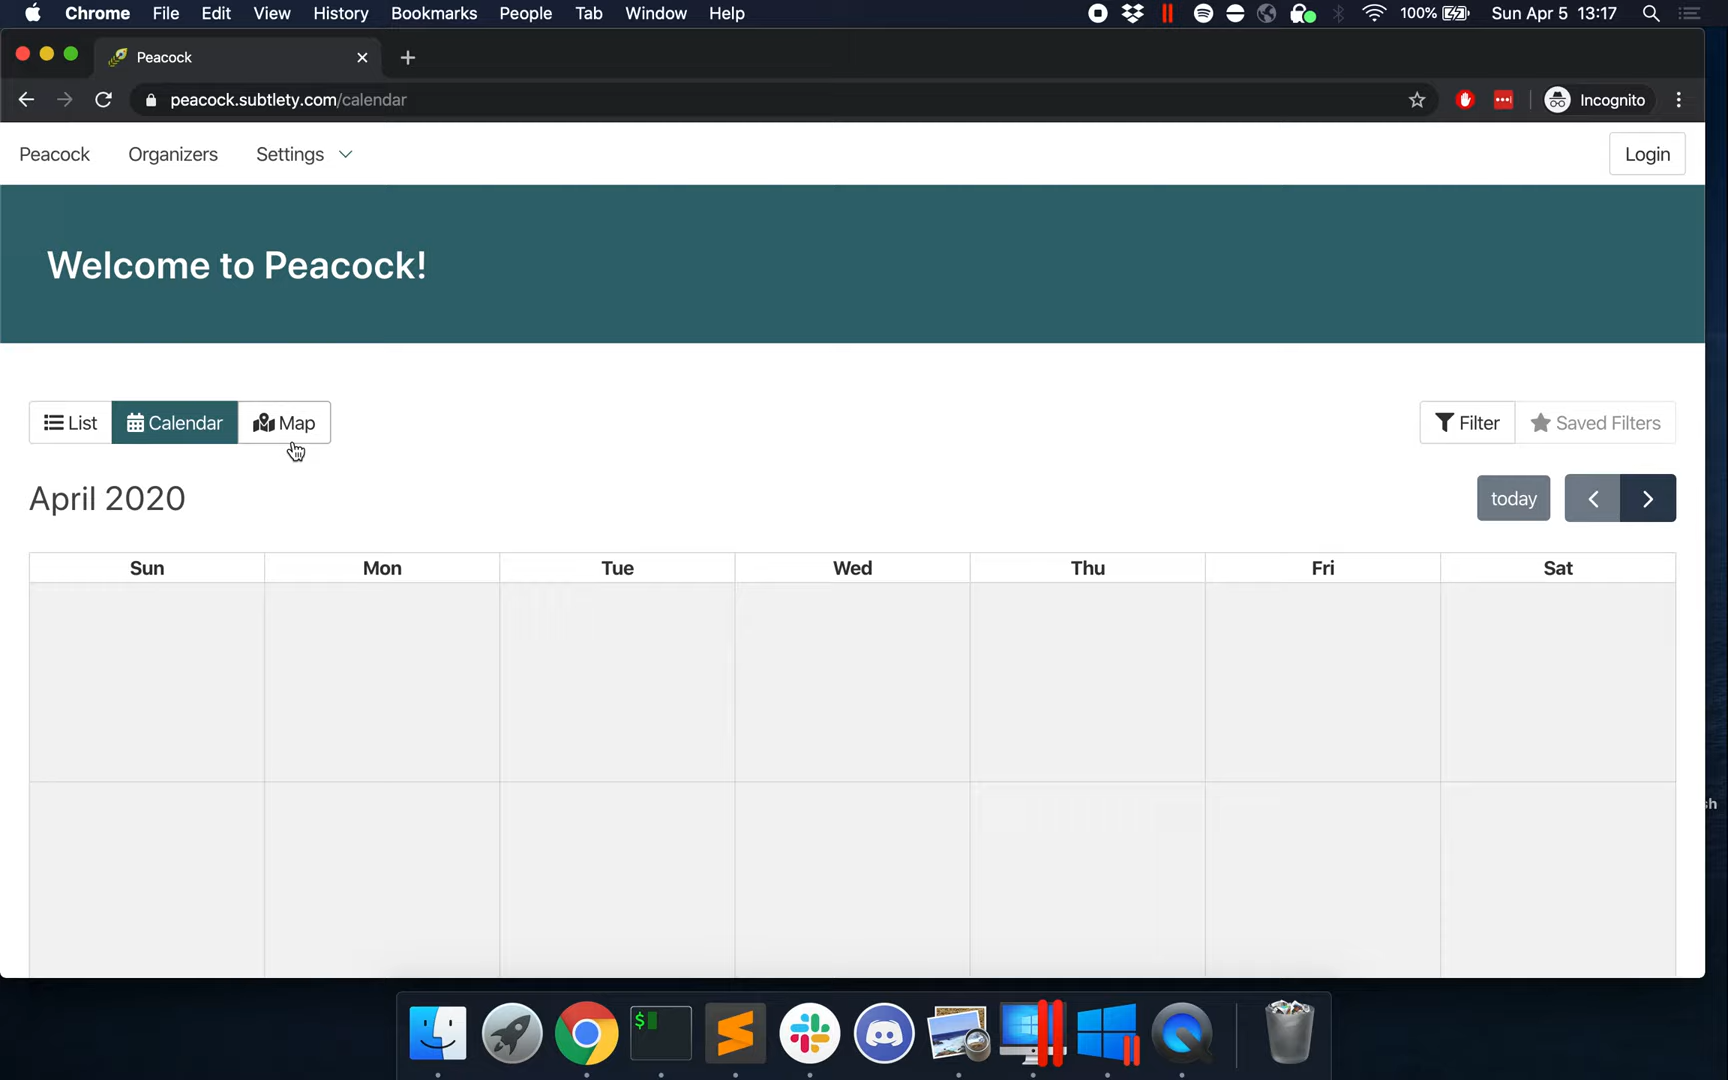 Chrome File Edit View History Bookmarks People Tab Window Help 100% Sun Apr 5 13:17
Peacock
peacock.subtlety.com/calendar Incognito
Peacock Organizers Settings Login
Welcome to Peacock!
List Calendar Map Filter Saved Filters
April 2020 today
Sun Mon Tue Wed Thu Fri Sat
sh
$